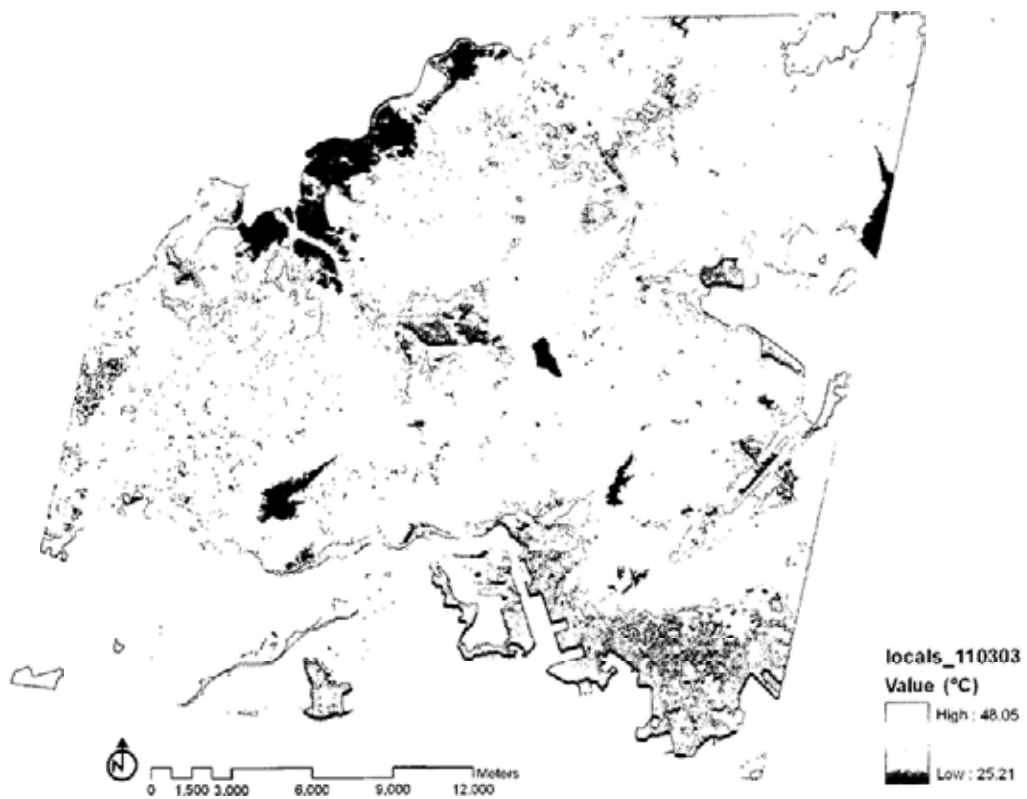 locals_110303
Value (°C)
High : 48.05
Low : 25.21
N
Meters
0 1,500 3,000 6,000 9,000 12,000